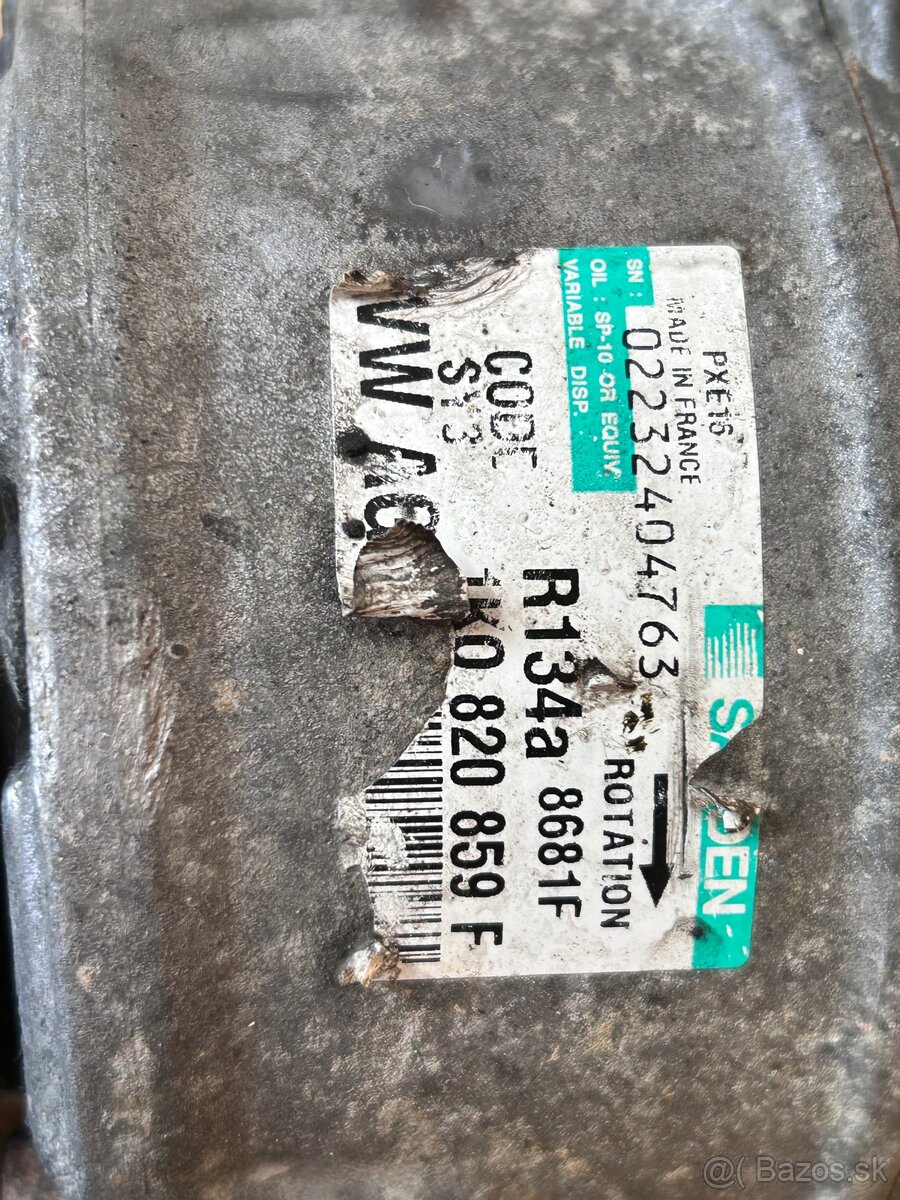 SANDEN
PXE16
MADE IN FRANCE
SN : 02232404763
OIL : SP-10 OR EQUIV.
VARIABLE DISP.
ROTATION
CODE
R134a 8681F
VW AG
1K0 820 859 F
@( Bazos.sk